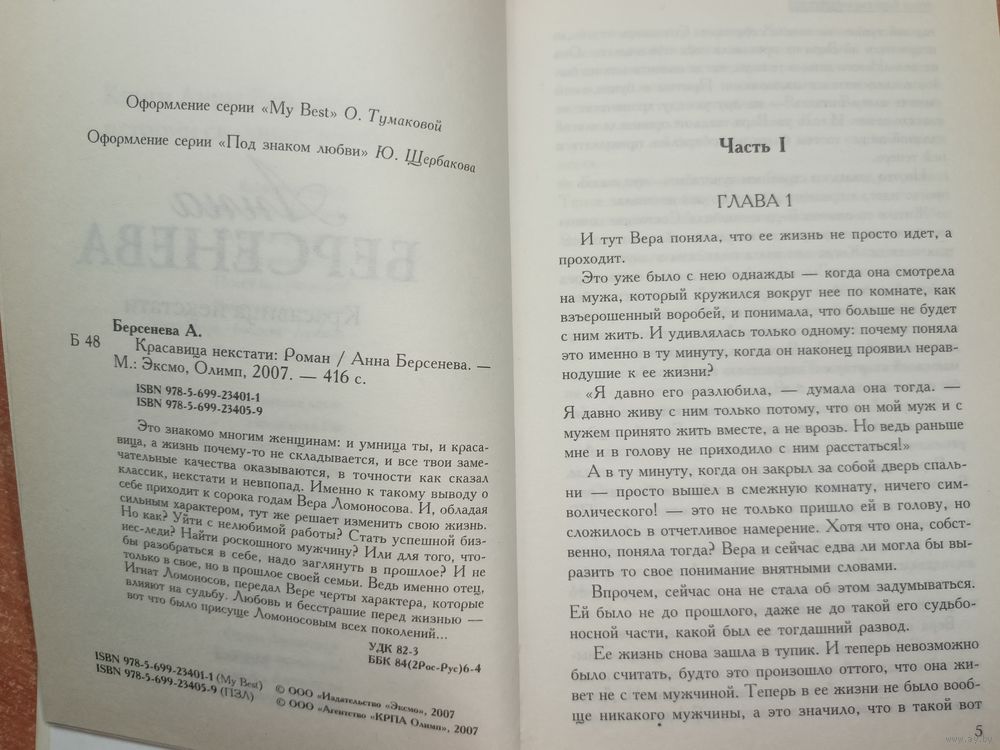 Оформление серии «My Best» О. Тумаковой
Оформление серии «Под знаком любви» Ю. Щербакова
Берсенева А.
Б 48
Красавица некстати: Роман / Анна Берсенева. —
М.: Эксмо, Олимп, 2007. — 416 с.
ISBN 978-5-699-23401-1
ISBN 978-5-699-23405-9
Это знакомо многим женщинам: и умница ты, и краса-
вица, а жизнь почему-то не складывается, и все твои заме-
чательные качества оказываются, в точности как сказал
классик, некстати и невпопад. Именно к такому выводу о
себе приходит к сорока годам Вера Ломоносова. И, обладая
сильным характером, тут же решает изменить свою жизнь.
Но как? Уйти с нелюбимой работы? Стать успешной биз-
нес-леди? Найти роскошного мужчину? Или для того, что-
бы разобраться в себе, надо заглянуть в прошлое? И не
только в свое, но в прошлое своей семьи. Ведь именно отец,
Игнат Ломоносов, передал Вере черты характера, которые
влияют на судьбу. Любовь и бесстрашие перед жизнью —
вот что было присуще Ломоносовым всех поколений...
УДК 82-3
ББК 84(2Рос-Рус)6-4
ISBN 978-5-699-23401-1 (My Best)
ISBN 978-5-699-23405-9 (ПЗЛ)
© ООО «Издательство «Эксмо», 2007
© ООО «Агентство «КРПА Олимп», 2007
Часть I
ГЛАВА 1
И тут Вера поняла, что ее жизнь не просто идет, а
проходит.
Это уже было с нею однажды — когда она смотрела
на мужа, который кружился вокруг нее по комнате, как
взъерошенный воробей, и понимала, что больше не будет
с ним жить. И удивлялась только одному: почему поняла
это именно в ту минуту, когда он наконец проявил нерав-
нодушие к ее жизни?
«Я давно его разлюбила, — думала она тогда. —
Я давно живу с ним только потому, что он мой муж и с
мужем принято жить вместе, а не врозь. Но ведь раньше
мне и в голову не приходило с ним расстаться!»
А в ту минуту, когда он закрыл за собой дверь спаль-
ни — просто вышел в смежную комнату, ничего сим-
волического! — это не только пришло ей в голову, но
сложилось в отчетливое намерение. Хотя что она, собст-
венно, поняла тогда? Вера и сейчас едва ли могла бы вы-
разить то свое понимание внятными словами.
Впрочем, сейчас она не стала об этом задумываться.
Ей было не до прошлого, даже не до такой его судьбо-
носной части, какой был ее тогдашний развод.
Ее жизнь снова зашла в тупик. И теперь невозможно
было считать, будто это произошло оттого, что она жи-
вет не с тем мужчиной. Теперь в ее жизни не было вооб-
ще никакого мужчины, а это значило, что в такой вот
5
www.ay.by